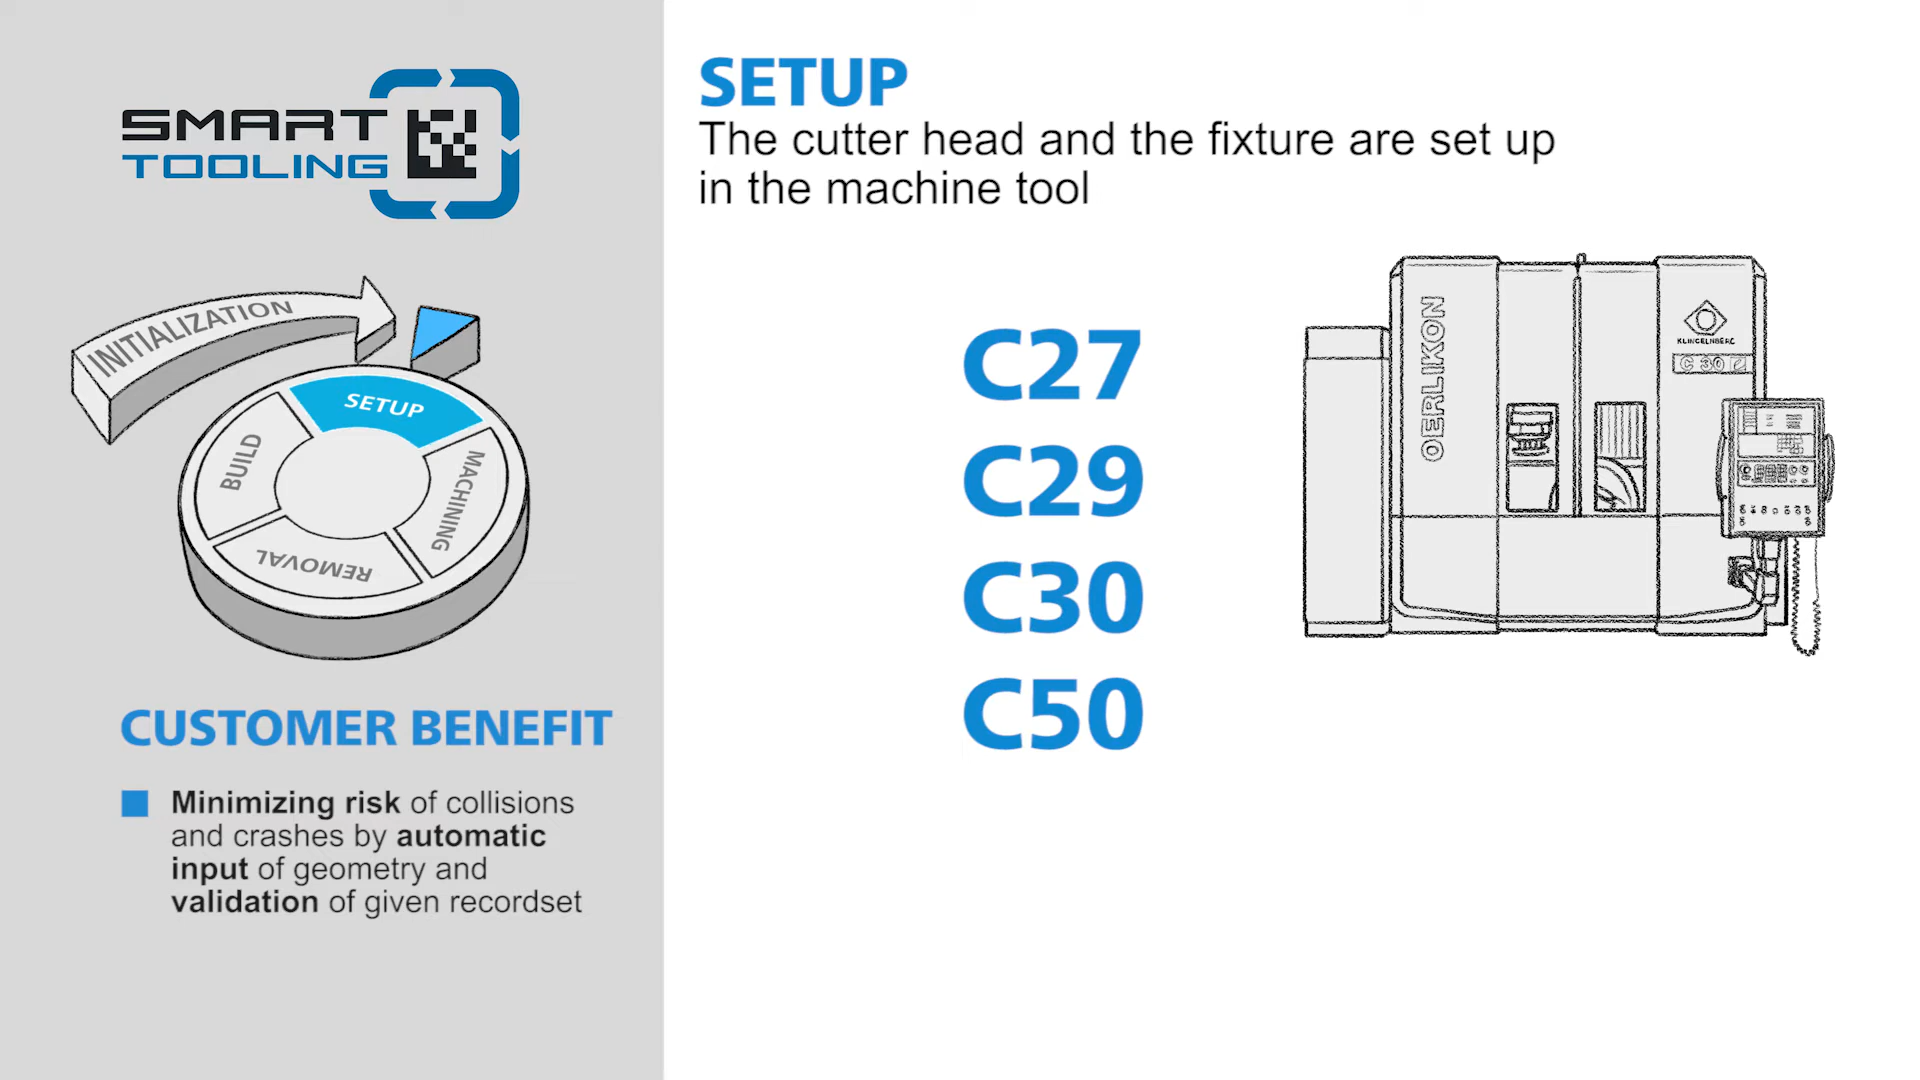 SMART
TOOLING
INITIALIZATION
SETUP
BUILD
MACHINING
REMOVAL
CUSTOMER BENEFIT
Minimizing risk of collisions
and crashes by automatic
input of geometry and
validation of given recordset
SETUP
The cutter head and the fixture are set up
in the machine tool
C27
C29
C30
C50
OERLIKON
KLINGELNBERG
C 30